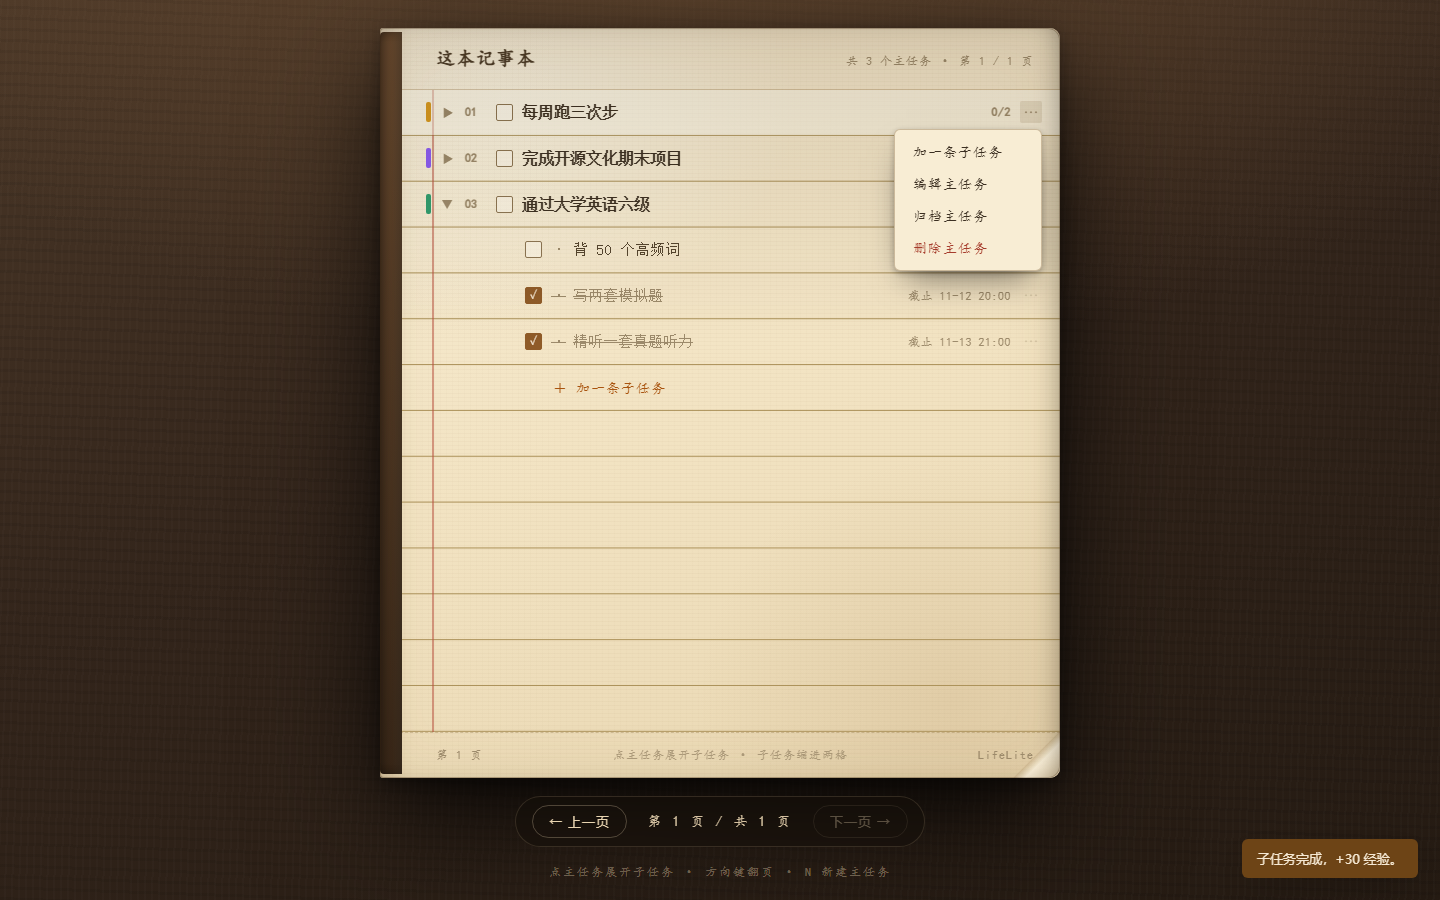 这本记事本
共 3 个主任务 • 第 1 / 1 页
01 每周跑三次步 0/2 ···
02 完成开源文化期末项目
03 通过大学英语六级
加一条子任务
编辑主任务
归档主任务
删除主任务
· 背 50 个高频词
· 写两套模拟题 截止 11-12 20:00 ···
· 精听一套真题听力 截止 11-13 21:00 ···
+ 加一条子任务
第 1 页 点主任务展开子任务 • 子任务缩进两格 LifeLite
← 上一页 第 1 页 / 共 1 页 下一页 →
点主任务展开子任务 • 方向键翻页 • N 新建主任务
子任务完成，+30 经验。